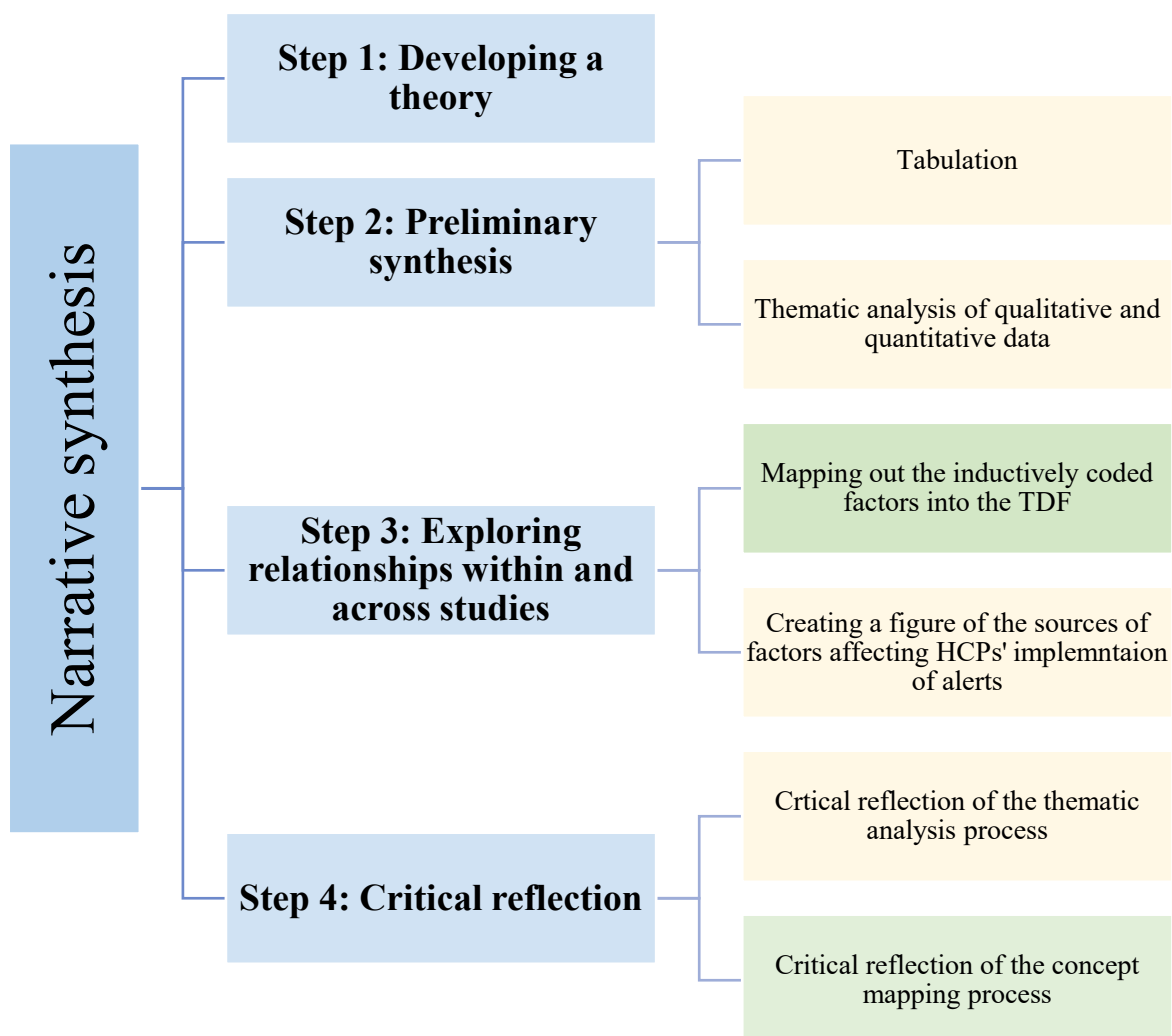 Narrative synthesis
Step 1: Developing a
theory
Step 2: Preliminary
synthesis
Tabulation
Thematic analysis of qualitative and
quantitative data
Step 3: Exploring
relationships within and
across studies
Mapping out the inductively coded
factors into the TDF
Creating a figure of the sources of
factors affecting HCPs' implemntaion
of alerts
Step 4: Critical reflection
Crtical reflection of the thematic
analysis process
Critical reflection of the concept
mapping process